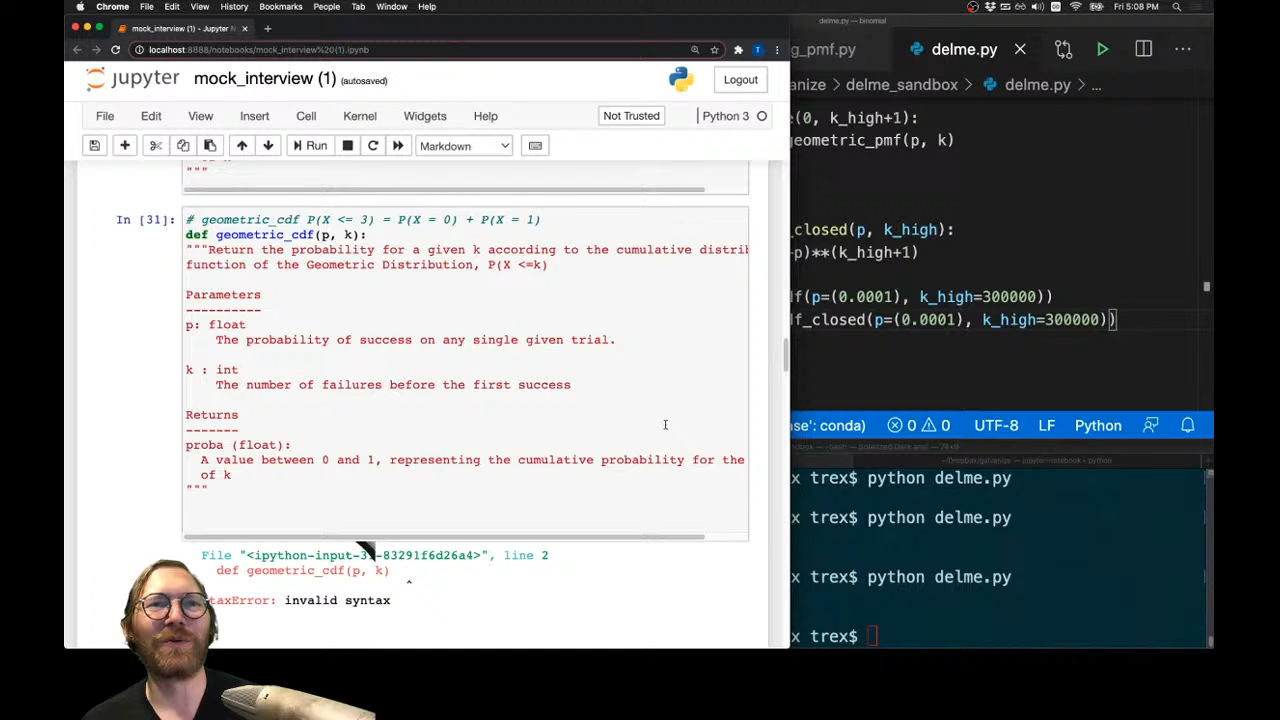 Chrome File Edit View History Bookmarks People Tab Window Help Fri 5:08 PM
mock_interview (1) - Jupyter N
localhost:8888/notebooks/mock_interview%20(1).ipynb
jupyter mock_interview (1) (autosaved) Logout
File Edit View Insert Cell Kernel Widgets Help Not Trusted Python 3
Run Markdown
"""
In [31]: # geometric_cdf P(X <= 3) = P(X = 0) + P(X = 1)
def geometric_cdf(p, k):
"""Return the probability for a given k according to the cumulative distrib
function of the Geometric Distribution, P(X <=k)
Parameters
----------
p: float
The probability of success on any single given trial.
k : int
The number of failures before the first success
Returns
-------
proba (float):
A value between 0 and 1, representing the cumulative probability for the
of k
"""
File "<ipython-input-3 -83291f6d26a4>", line 2
def geometric_cdf(p, k)
^
taxError: invalid syntax
delme.py — binomial
g_pmf.py delme.py
anize > delme_sandbox > delme.py > ...
e(0, k_high+1):
geometric_pmf(p, k)
_closed(p, k_high):
p)**(k_high+1)
df(p=(0.0001), k_high=300000))
df_closed(p=(0.0001), k_high=300000))
se': conda) 0 0 UTF-8 LF Python
x trex$ python delme.py
x trex$ python delme.py
x trex$ python delme.py
x trex$